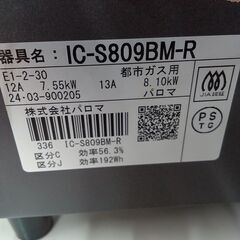 器具名: IC-S809BM-R
E1-2-30 都市ガス用
12A 7.55kW 13A 8.10kW
24-03-900205 パロマ
JIA認証
PS
TG
株式会社パロマ
336 IC-S809BM-R
区分C 効率56.3%
区分J 効率192Wh